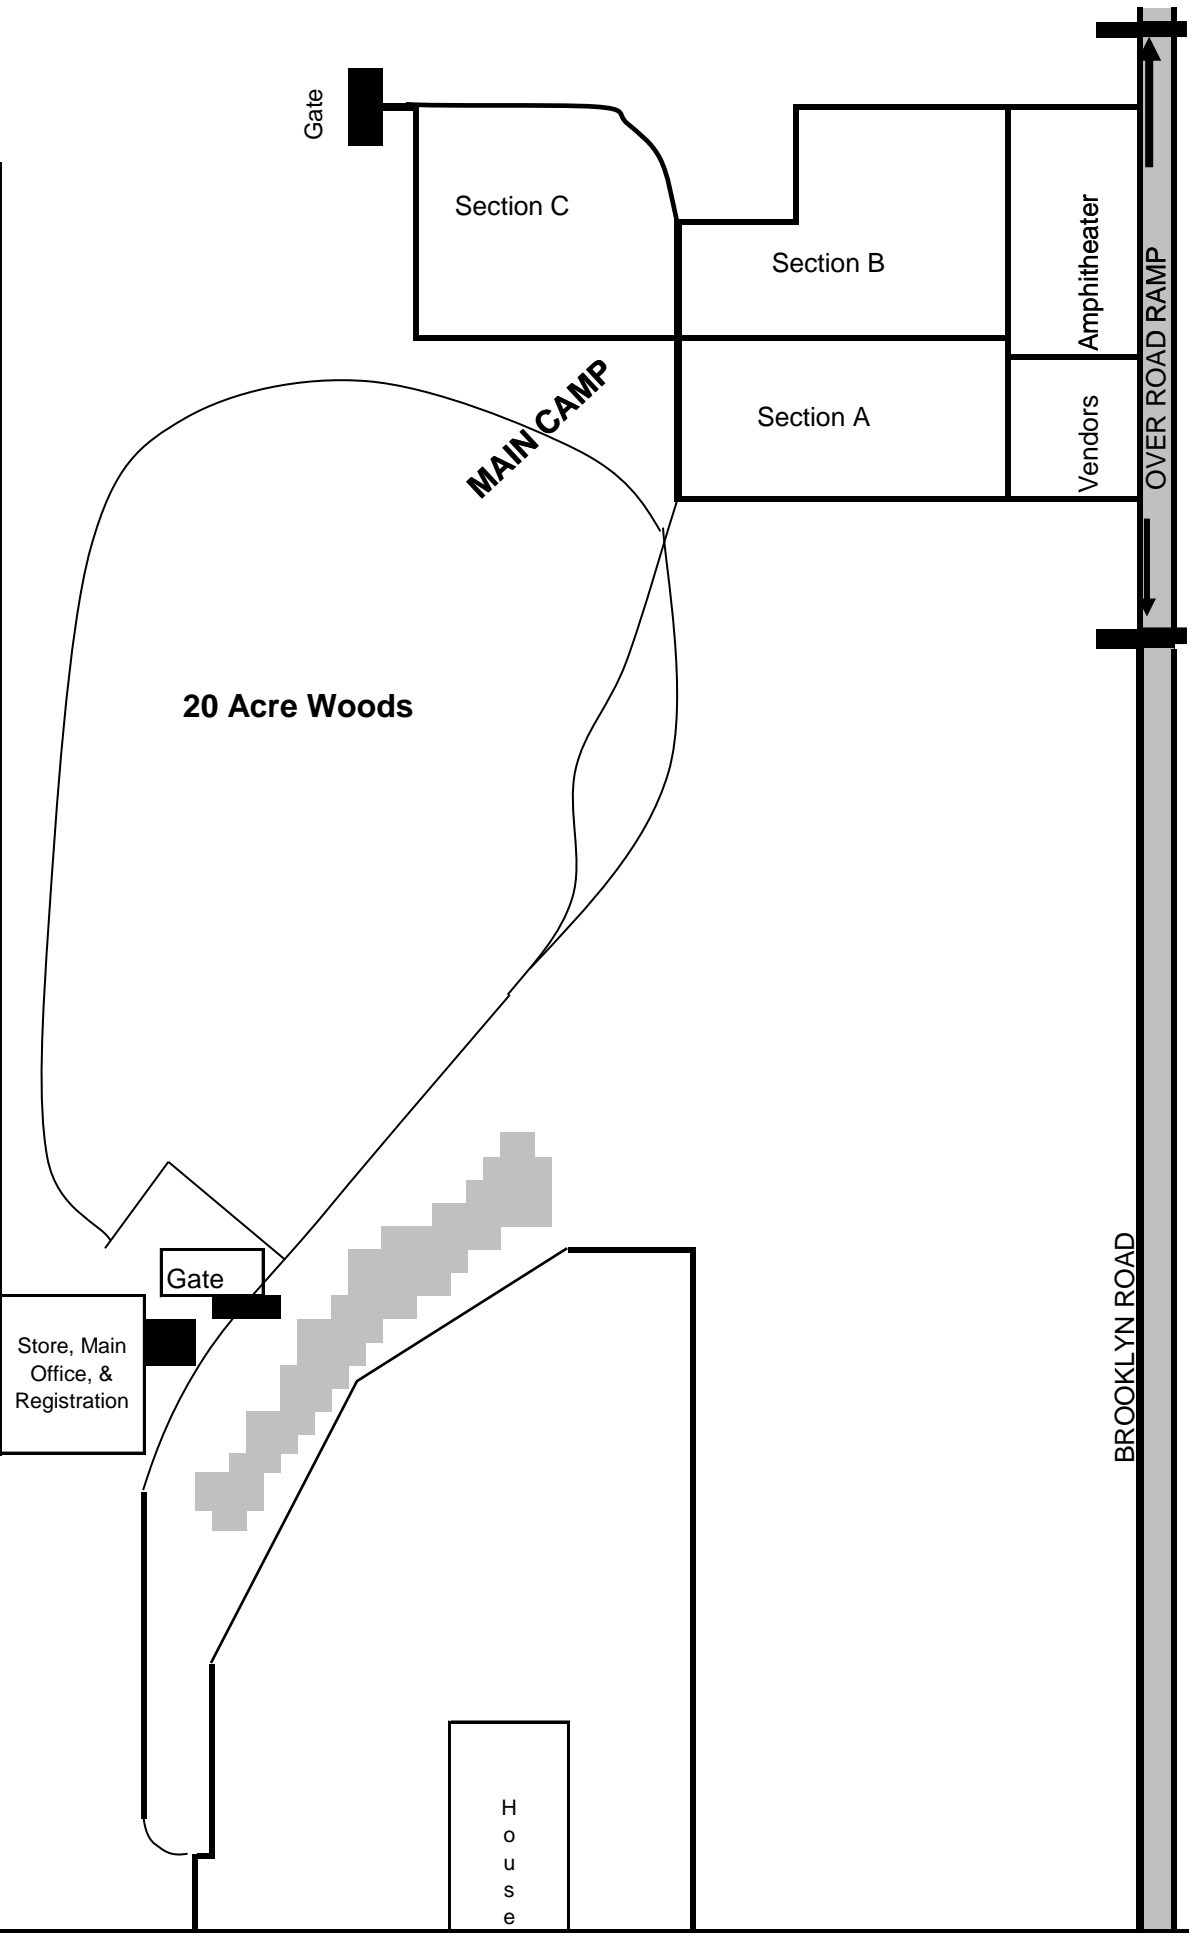 Gate
Section C
Section B
Amphitheater
OVER ROAD RAMP
MAIN CAMP
Section A
Vendors
20 Acre Woods
Gate
Store, Main
Office, &
Registration
BROOKLYN ROAD
H
o
u
s
e